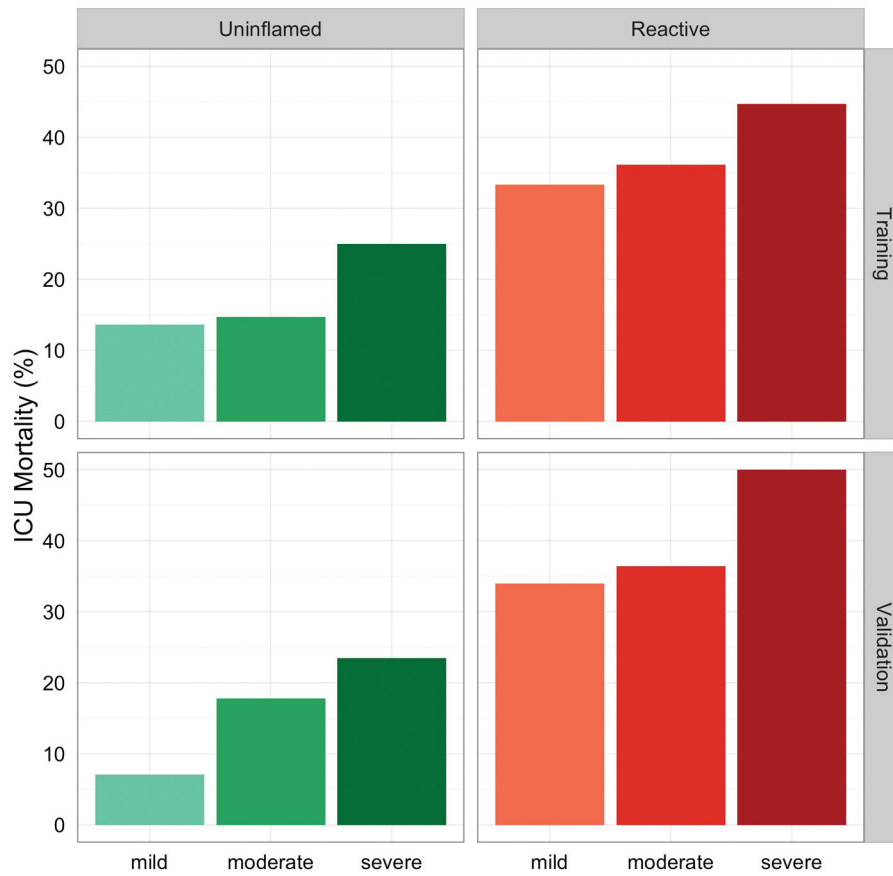 Uninflamed Reactive
50
40
30
20
10
0
Training
ICU Mortality (%)
50
40
30
20
10
0
Validation
mild moderate severe mild moderate severe